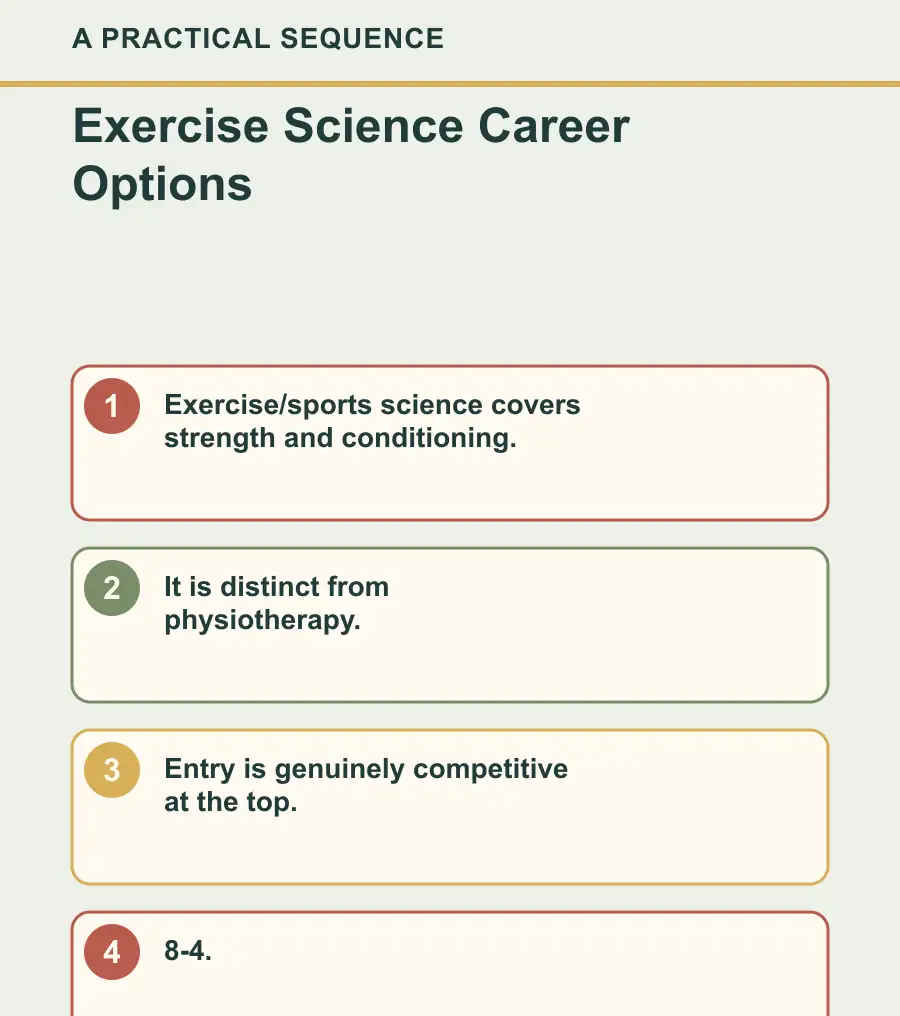 A PRACTICAL SEQUENCE
Exercise Science Career
Options
1
Exercise/sports science covers
strength and conditioning.
2
It is distinct from
physiotherapy.
3
Entry is genuinely competitive
at the top.
4
8-4.